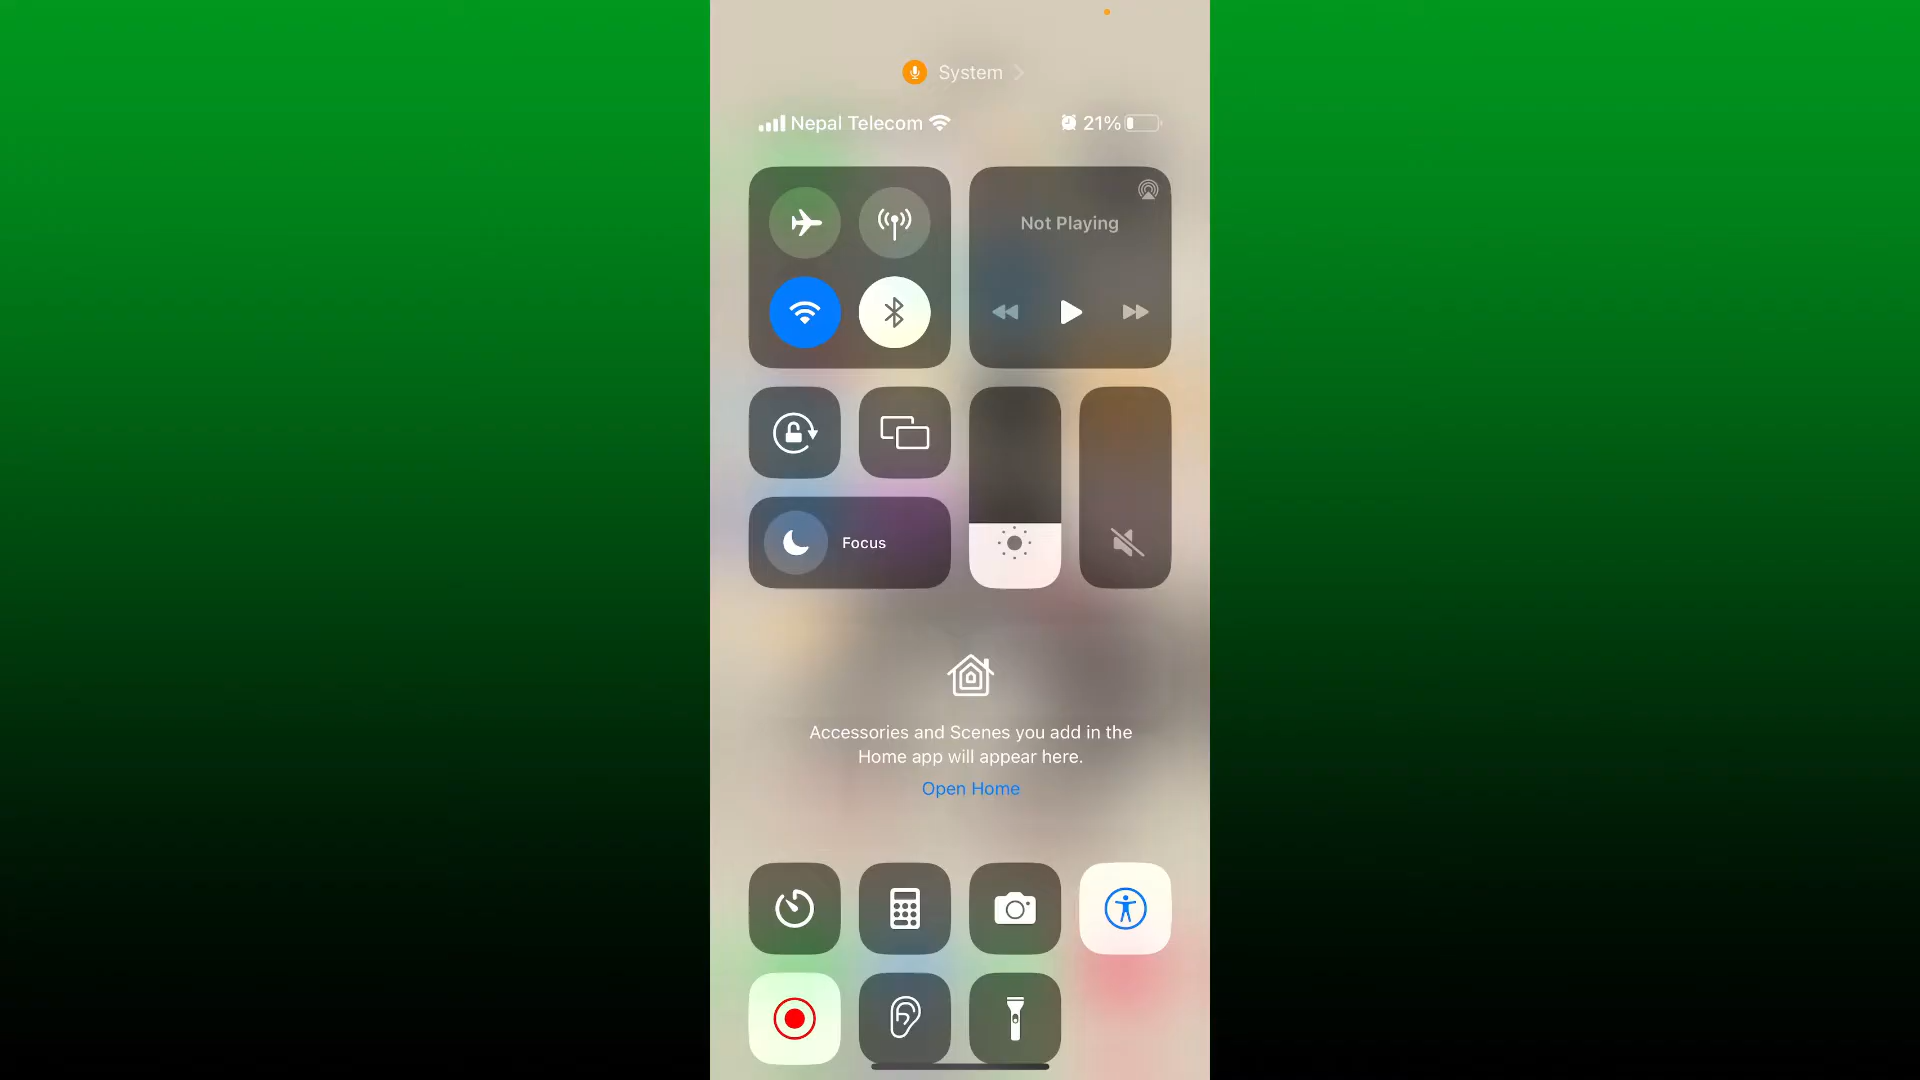 System
Nepal Telecom 21%
Not Playing
Focus
Accessories and Scenes you add in the
Home app will appear here.
Open Home